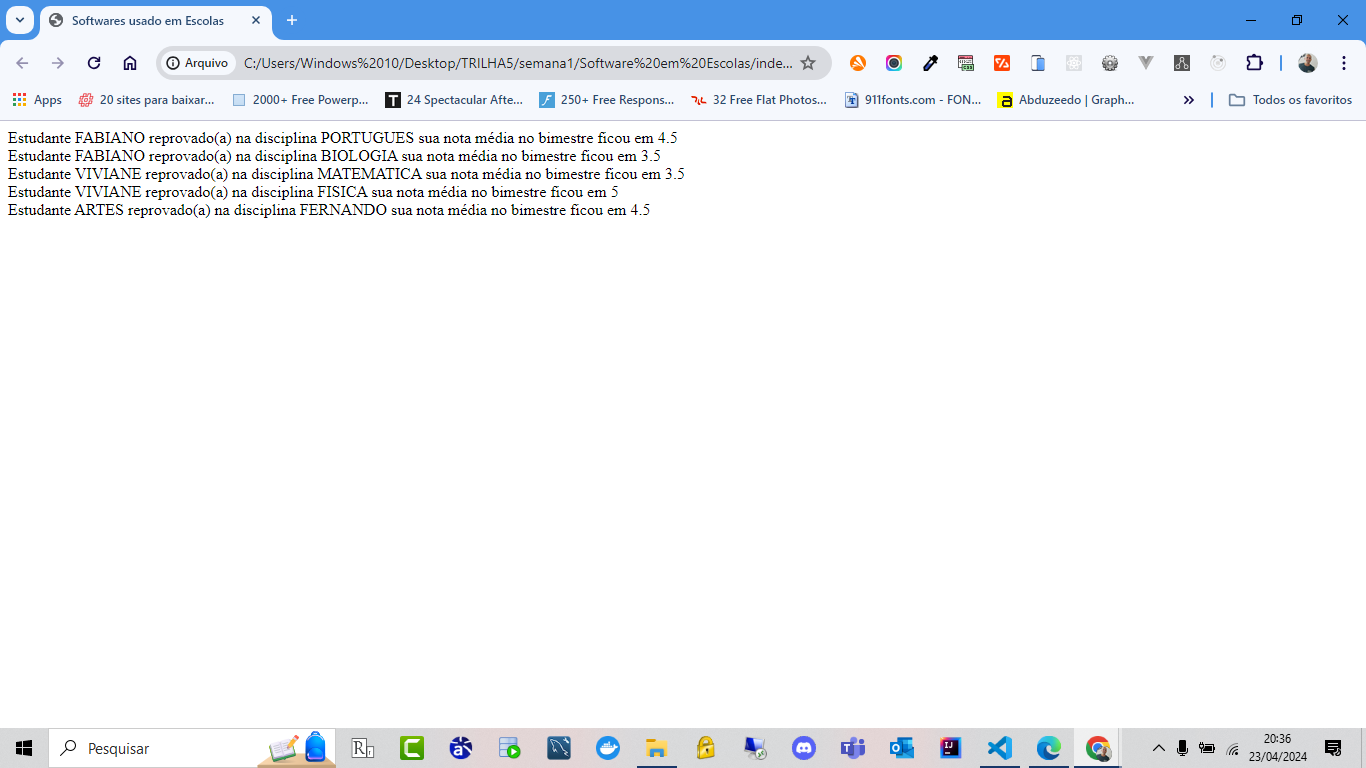 Softwares usado em Escolas
Arquivo C:/Users/Windows%2010/Desktop/TRILHA5/semana1/Software%20em%20Escolas/inde...
Apps 20 sites para baixar... 2000+ Free Powerp... 24 Spectacular Afte... 250+ Free Respons... 32 Free Flat Photos... 911fonts.com - FON... Abduzeedo | Graph... » Todos os favoritos
Estudante FABIANO reprovado(a) na disciplina PORTUGUES sua nota média no bimestre ficou em 4.5
Estudante FABIANO reprovado(a) na disciplina BIOLOGIA sua nota média no bimestre ficou em 3.5
Estudante VIVIANE reprovado(a) na disciplina MATEMATICA sua nota média no bimestre ficou em 3.5
Estudante VIVIANE reprovado(a) na disciplina FISICA sua nota média no bimestre ficou em 5
Estudante ARTES reprovado(a) na disciplina FERNANDO sua nota média no bimestre ficou em 4.5
Pesquisar
20:36
23/04/2024